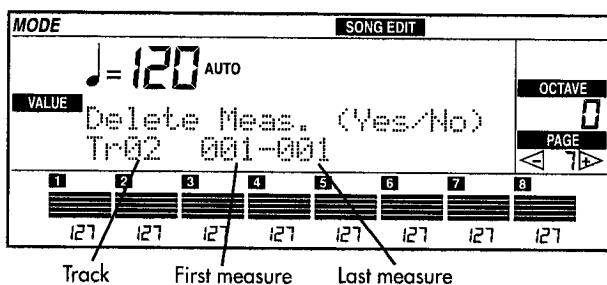 MODE SONG EDIT
♩=120 AUTO
OCTAVE
VALUE
0
Delete Meas. (Yes/No)
PAGE
Tr02 001-001
- 7 +
1 2 3 4 5 6 7 8
127 127 127 127 127 127 127 127
Track First measure Last measure